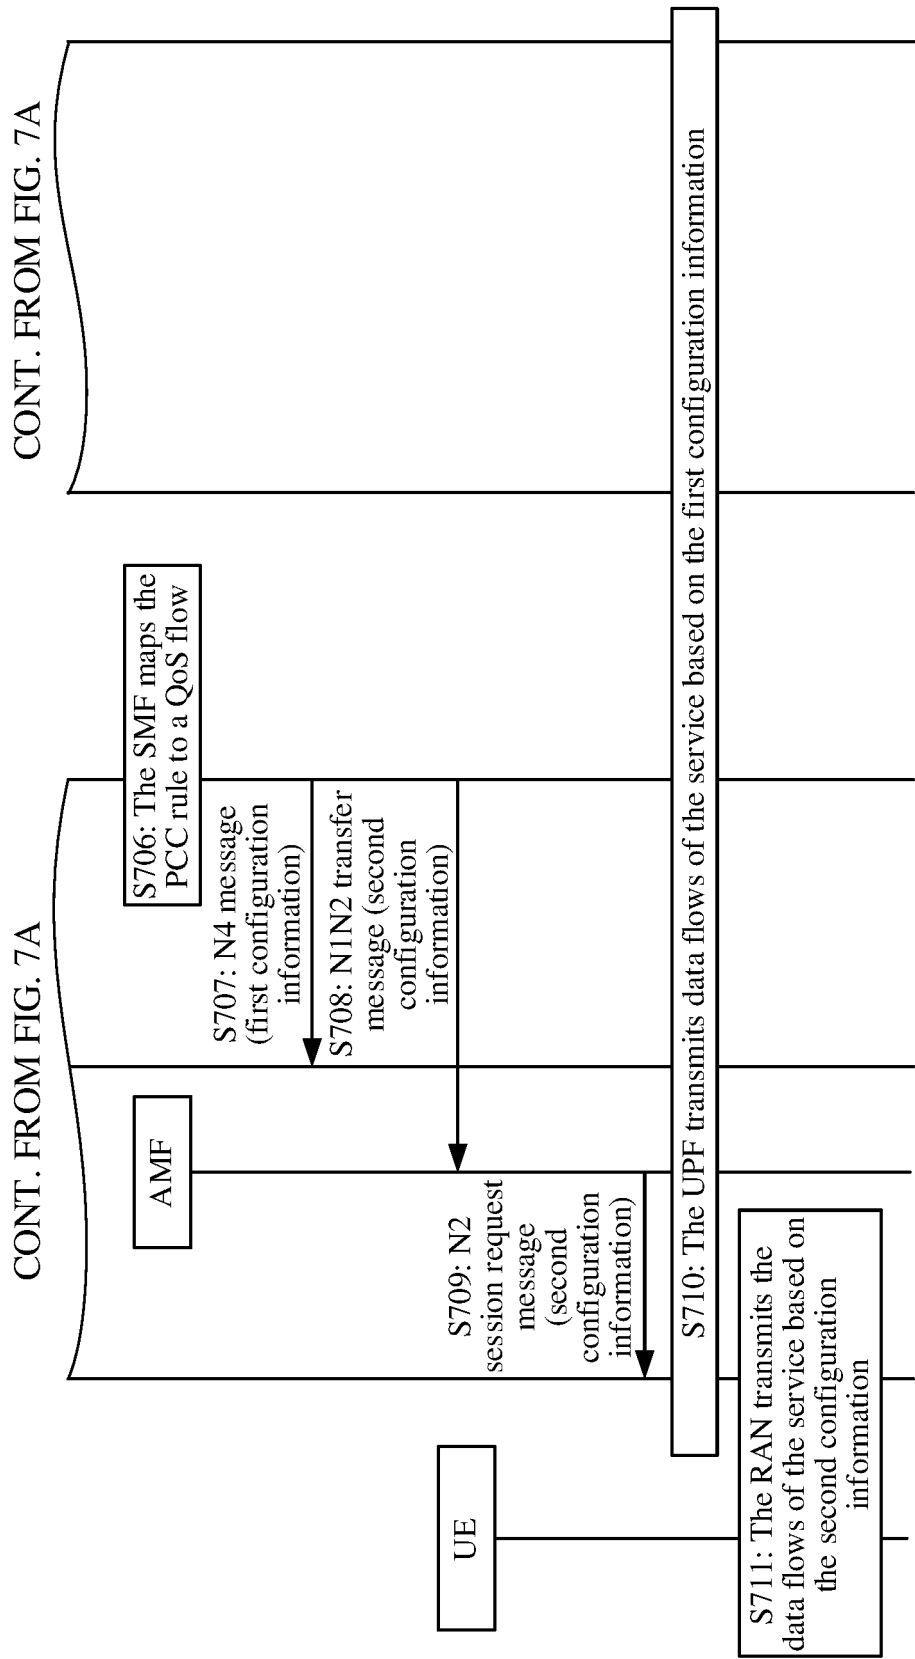 CONT. FROM FIG. 7A
CONT. FROM FIG. 7A
S706: The SMF maps the
PCC rule to a QoS flow
AMF
S707: N4 message
(first configuration
information)
S708: N1N2 transfer
message (second
configuration
information)
UE
S709: N2
session request
message
(second
configuration
information)
S710: The UPF transmits data flows of the service based on the first configuration information
S711: The RAN transmits the
data flows of the service based on
the second configuration
information